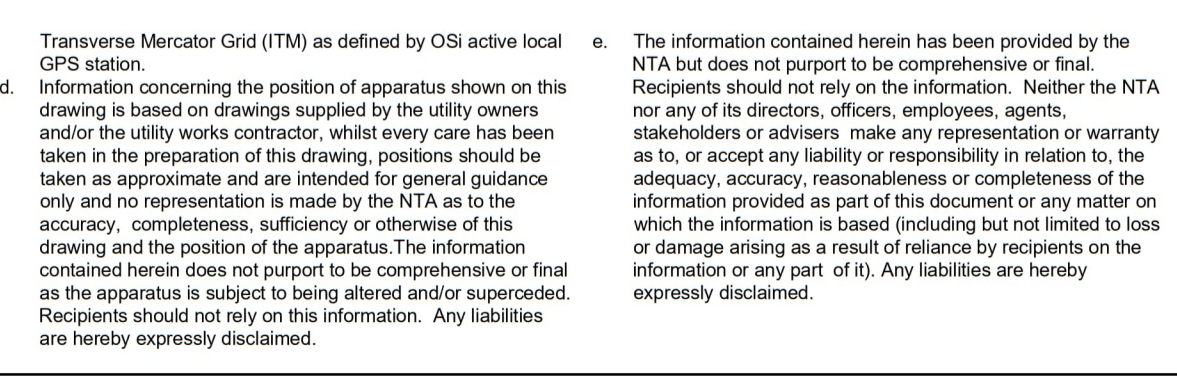 Transverse Mercator Grid (ITM) as defined by OSi active local
GPS station.
d. Information concerning the position of apparatus shown on this
drawing is based on drawings supplied by the utility owners
and/or the utility works contractor, whilst every care has been
taken in the preparation of this drawing, positions should be
taken as approximate and are intended for general guidance
only and no representation is made by the NTA as to the
accuracy,  completeness, sufficiency or otherwise of this
drawing and the position of the apparatus.The information
contained herein does not purport to be comprehensive or final
as the apparatus is subject to being altered and/or superceded.
Recipients should not rely on this information.  Any liabilities
are hereby expressly disclaimed.
e. The information contained herein has been provided by the
NTA but does not purport to be comprehensive or final.
Recipients should not rely on the information.  Neither the NTA
nor any of its directors, officers, employees, agents,
stakeholders or advisers  make any representation or warranty
as to, or accept any liability or responsibility in relation to, the
adequacy, accuracy, reasonableness or completeness of the
information provided as part of this document or any matter on
which the information is based (including but not limited to loss
or damage arising as a result of reliance by recipients on the
information or any part  of it). Any liabilities are hereby
expressly disclaimed.